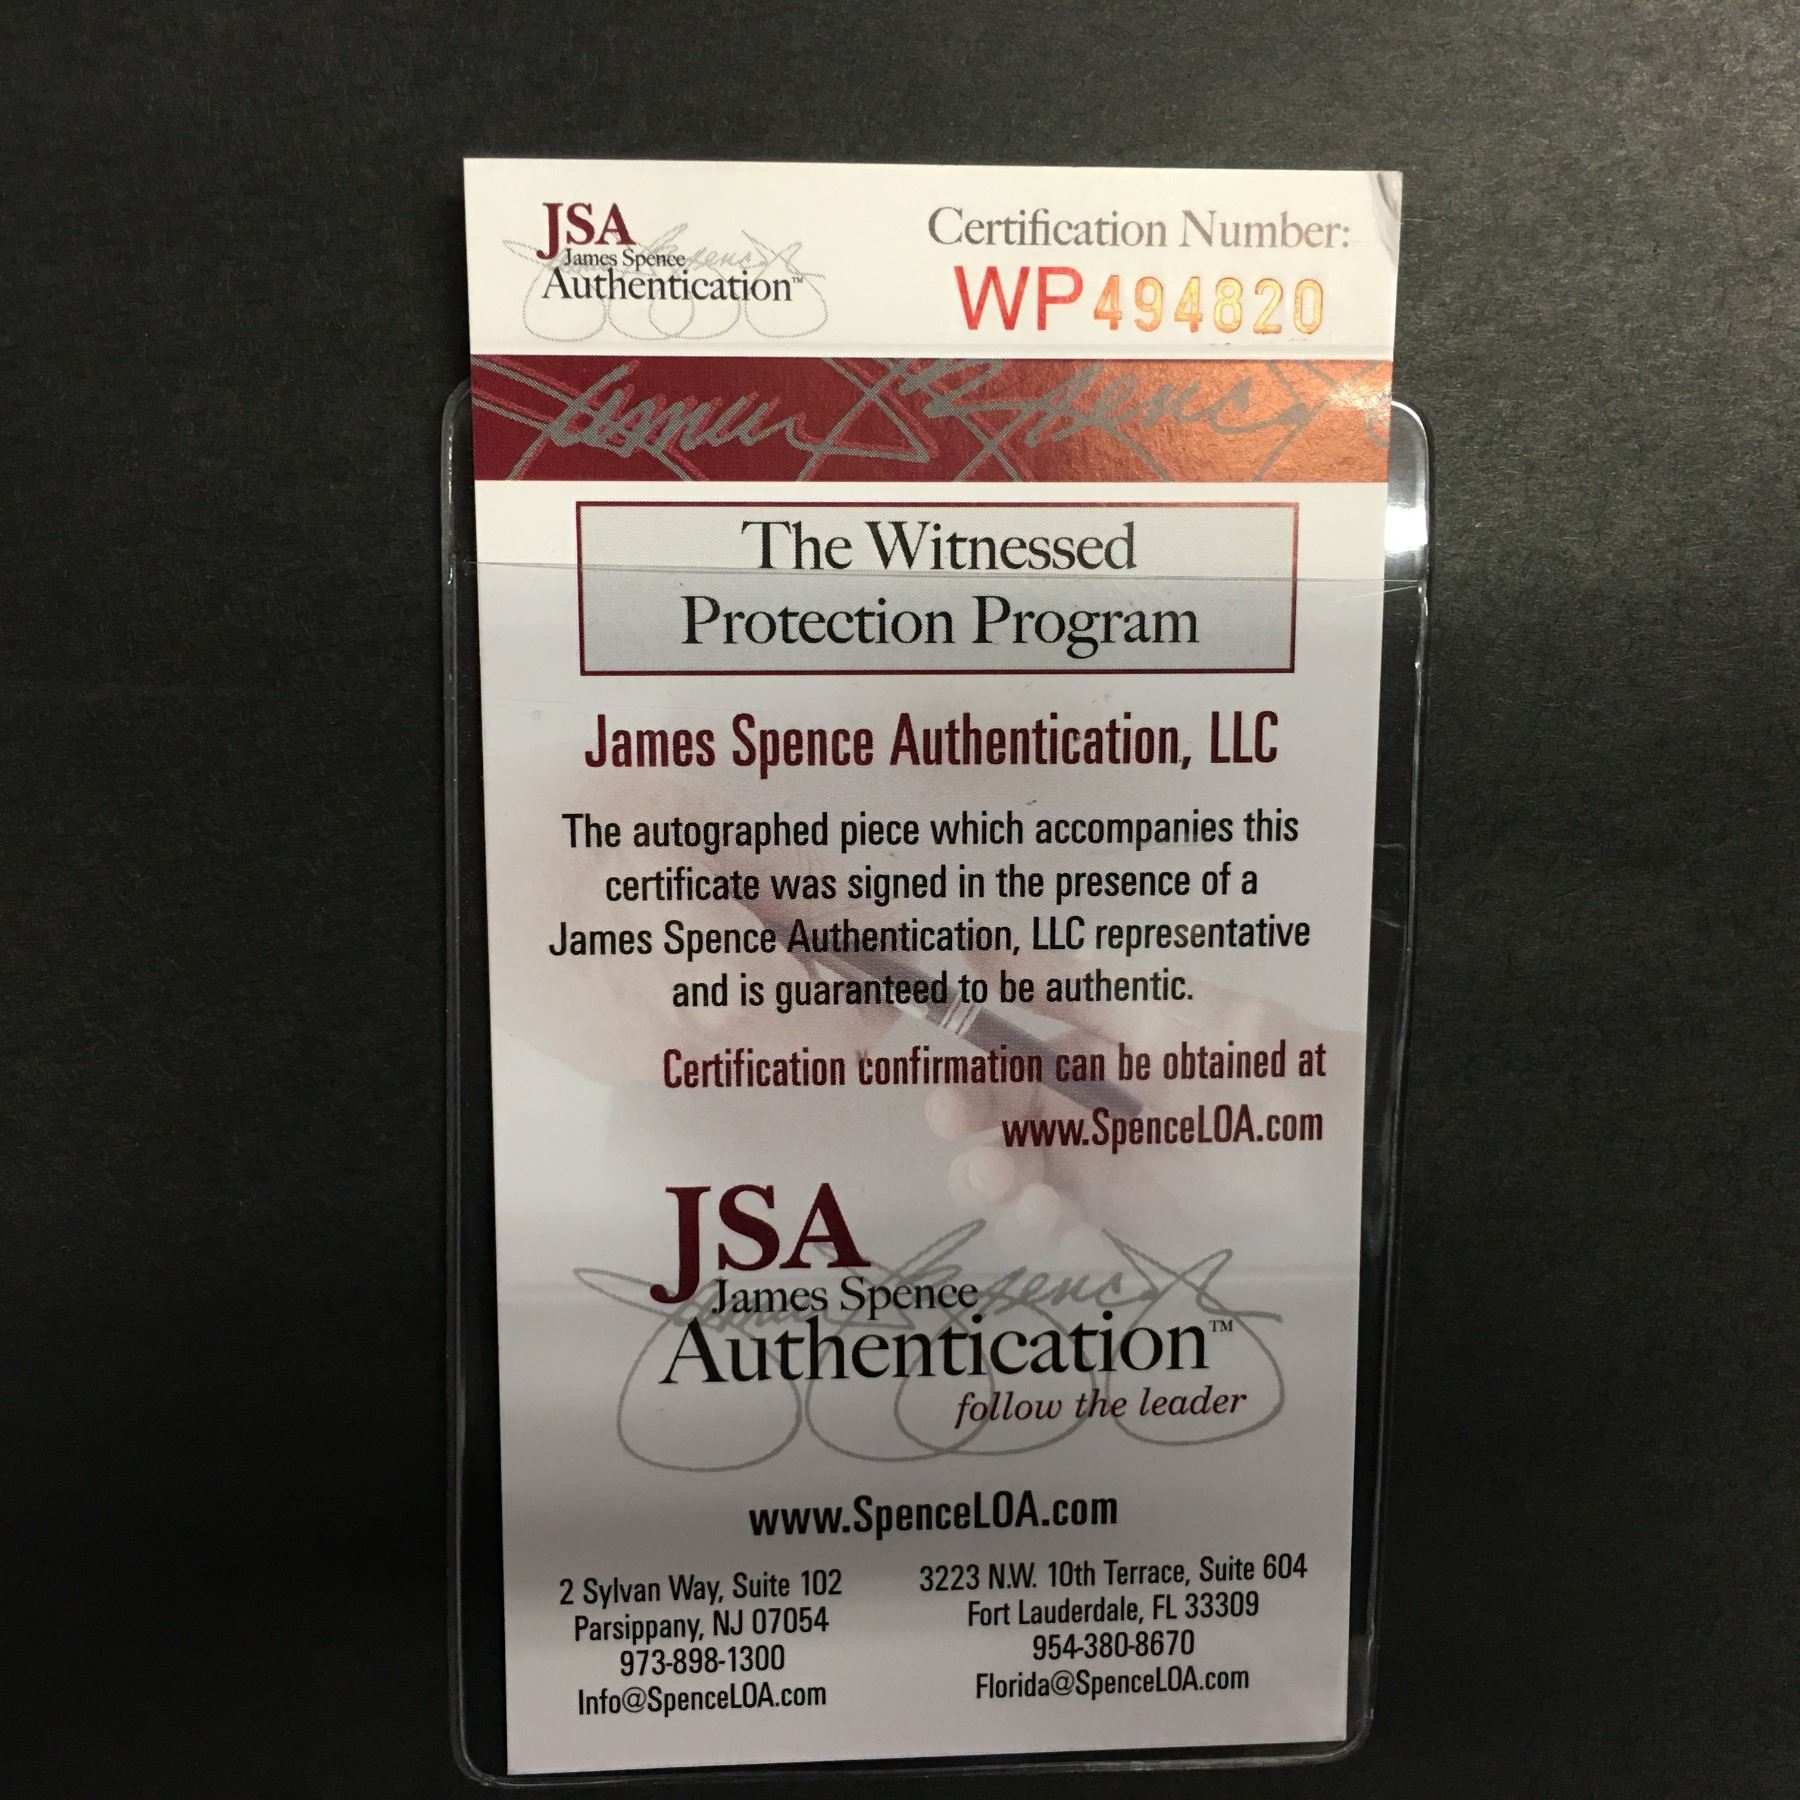 JSA
James Spence
Authentication™
Certification Number:
WP494820
James Spence
The Witnessed
Protection Program
James Spence Authentication, LLC
The autographed piece which accompanies this
certificate was signed in the presence of a
James Spence Authentication, LLC representative
and is guaranteed to be authentic.
Certification confirmation can be obtained at
www.SpenceLOA.com
JSA
James Spence
Authentication™
follow the leader
www.SpenceLOA.com
2 Sylvan Way, Suite 102
Parsippany, NJ 07054
973-898-1300
Info@SpenceLOA.com
3223 N.W. 10th Terrace, Suite 604
Fort Lauderdale, FL 33309
954-380-8670
Florida@SpenceLOA.com